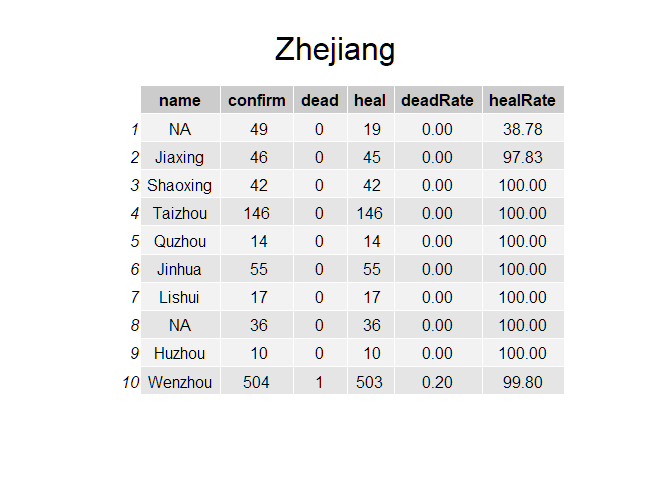 Zhejiang
name confirm dead heal deadRate healRate
1 NA 49 0 19 0.00 38.78
2 Jiaxing 46 0 45 0.00 97.83
3 Shaoxing 42 0 42 0.00 100.00
4 Taizhou 146 0 146 0.00 100.00
5 Quzhou 14 0 14 0.00 100.00
6 Jinhua 55 0 55 0.00 100.00
7 Lishui 17 0 17 0.00 100.00
8 NA 36 0 36 0.00 100.00
9 Huzhou 10 0 10 0.00 100.00
10 Wenzhou 504 1 503 0.20 99.80